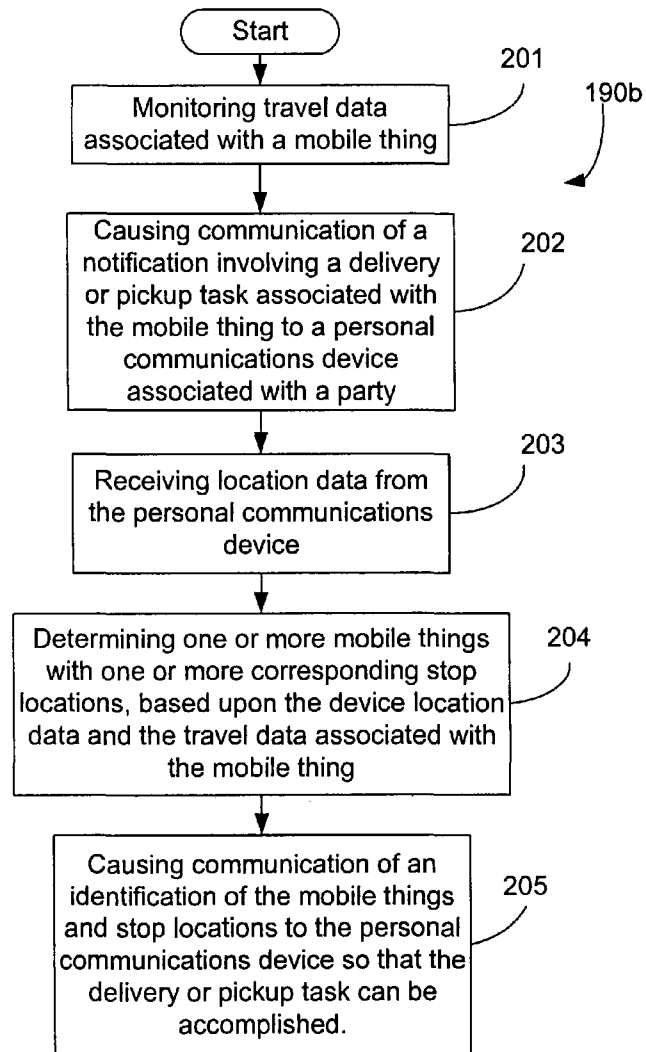 Start
201
190b
Monitoring travel data
associated with a mobile thing
Causing communication of a
notification involving a delivery
or pickup task associated with
the mobile thing to a personal
communications device
associated with a party
202
203
Receiving location data from
the personal communications
device
Determining one or more mobile things
with one or more corresponding stop
locations, based upon the device location
data and the travel data associated with
the mobile thing
204
Causing communication of an
identification of the mobile things
and stop locations to the personal
communications device so that the
delivery or pickup task can be
accomplished.
205